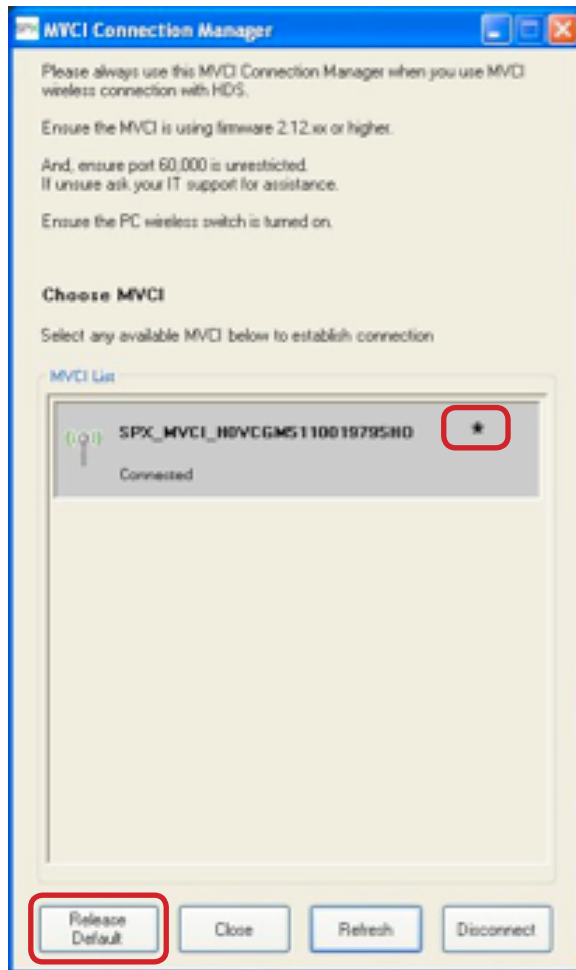 SPX MVCI Connection Manager
Please always use this MVCI Connection Manager when you use MVCI
wireless connection with HDS.
Ensure the MVCI is using firmware 2.12.xx or higher.
And, ensure port 60,000 is unrestricted.
If unsure ask your IT support for assistance.
Ensure the PC wireless switch is turned on.
Choose MVCI
Select any available MVCI below to establish connection
MVCI List
*
Connected
Release
Default
Close
Refresh
Disconnect